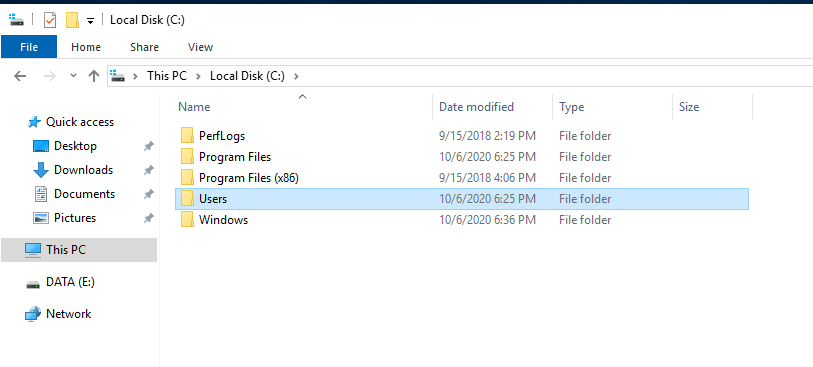 Local Disk (C:)
File Home Share View
This PC Local Disk (C:)
Name Date modified Type Size
Quick access
Desktop
Downloads
Documents
Pictures
This PC
DATA (E:)
Network
PerfLogs 9/15/2018 2:19 PM File folder
Program Files 10/6/2020 6:25 PM File folder
Program Files (x86) 9/15/2018 4:06 PM File folder
Users 10/6/2020 6:25 PM File folder
Windows 10/6/2020 6:36 PM File folder